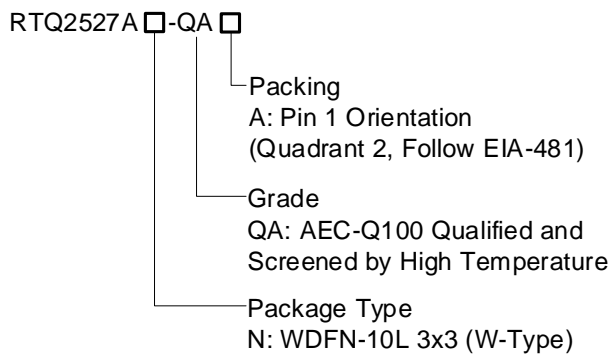 RTQ2527A□-QA□
Packing
A: Pin 1 Orientation
(Quadrant 2, Follow EIA-481)
Grade
QA: AEC-Q100 Qualified and
Screened by High Temperature
Package Type
N: WDFN-10L 3x3 (W-Type)